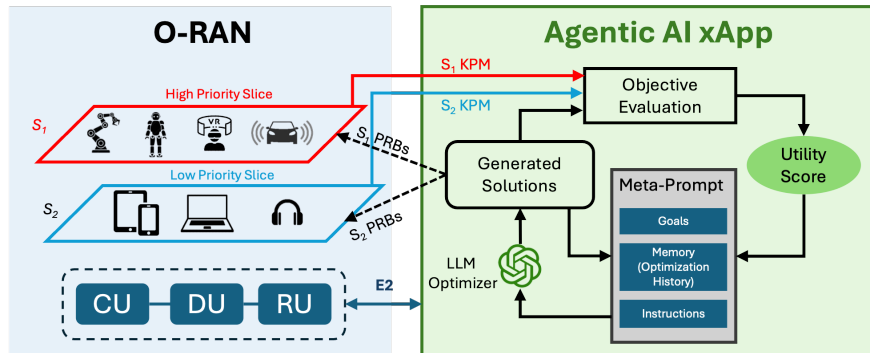 O-RAN
High Priority Slice
S1
VR
S1 PRBs
Low Priority Slice
S2
S2 PRBs
CU
DU
RU
E2
Agentic AI xApp
S1 KPM
S2 KPM
Objective
Evaluation
Generated
Solutions
Utility
Score
Meta-Prompt
Goals
Memory
(Optimization
History)
Instructions
LLM
Optimizer